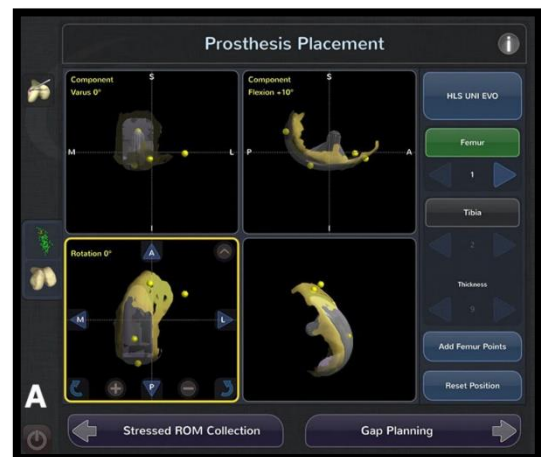 Prosthesis Placement
i
Component
Varus 0°
S
M
L
I
Component
Flexion +10°
S
P
A
I
HLS UNI EVO
Femur
1
Tibia
2
Thickness
9
Add Femur Points
Reset Position
Rotation 0°
A
M
L
P
A
Stressed ROM Collection
Gap Planning